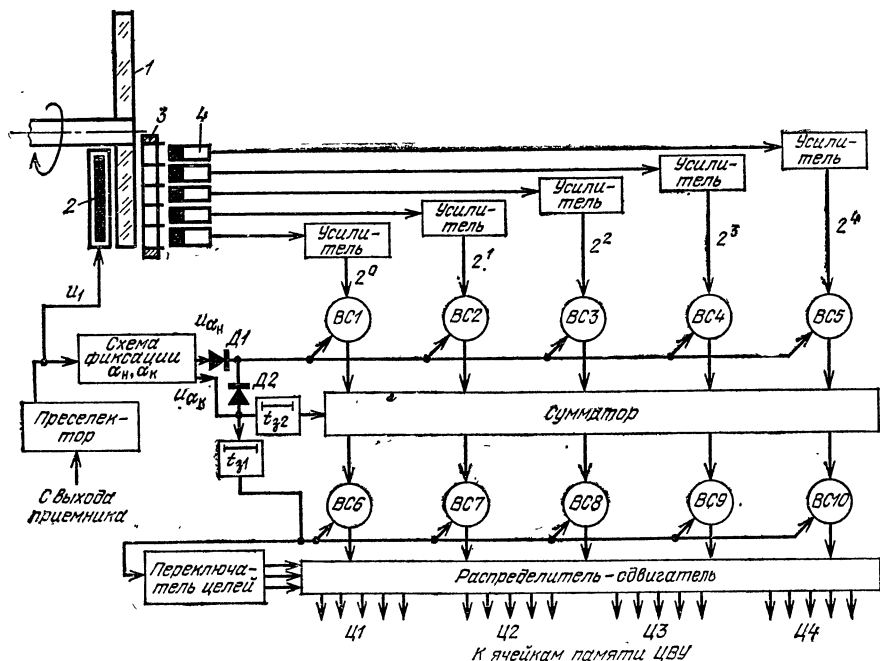 1
3
4
2
Усили-
тель
Усили-
тель
Усили-
тель
Усили-
тель
Усили-
тель
2⁰
2¹
2²
2³
2⁴
u₁
ВС1
ВС2
ВС3
ВС4
ВС5
Схема
фиксации
αн, αк
uαн
Д1
Д2
uαк
tз2
Сумматор
Преселек-
тор
tз1
С выхода
приемника
ВС6
ВС7
ВС8
ВС9
ВС10
Переключа-
тель целей
Распределитель-сдвигатель
Ц1
Ц2
Ц3
Ц4
К ячейкам памяти ЦВУ